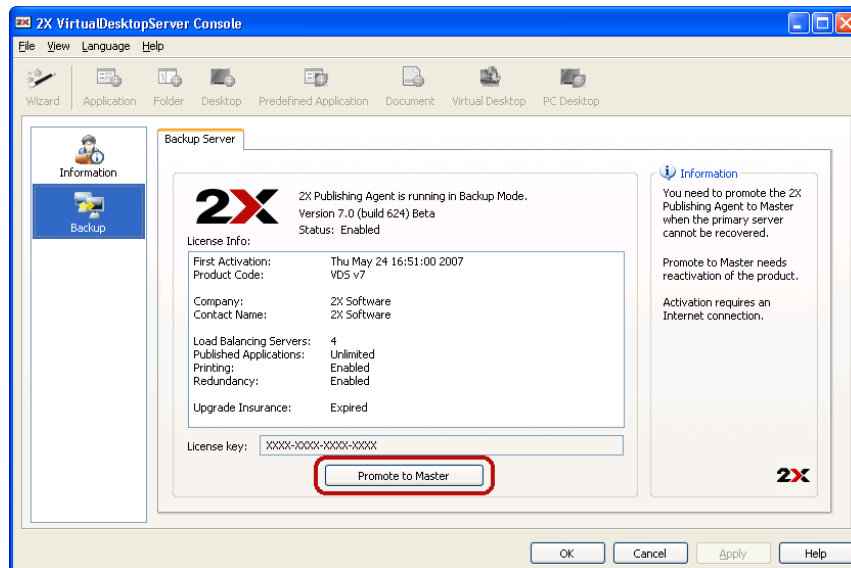 2X VirtualDesktopServer Console
File View Language Help
Wizard Application Folder Desktop Predefined Application Document Virtual Desktop PC Desktop
Information
Backup
Backup Server
2X
2X Publishing Agent is running in Backup Mode.
Version 7.0 (build 624) Beta
Status: Enabled
License Info:
First Activation: Thu May 24 16:51:00 2007
Product Code: VDS v7
Company: 2X Software
Contact Name: 2X Software
Load Balancing Servers: 4
Published Applications: Unlimited
Printing: Enabled
Redundancy: Enabled
Upgrade Insurance: Expired
License key: XXXX-XXXX-XXXX-XXXX
Promote to Master
Information
You need to promote the 2X
Publishing Agent to Master
when the primary server
cannot be recovered.
Promote to Master needs
reactivation of the product.
Activation requires an
Internet connection.
2X
OK Cancel Apply Help